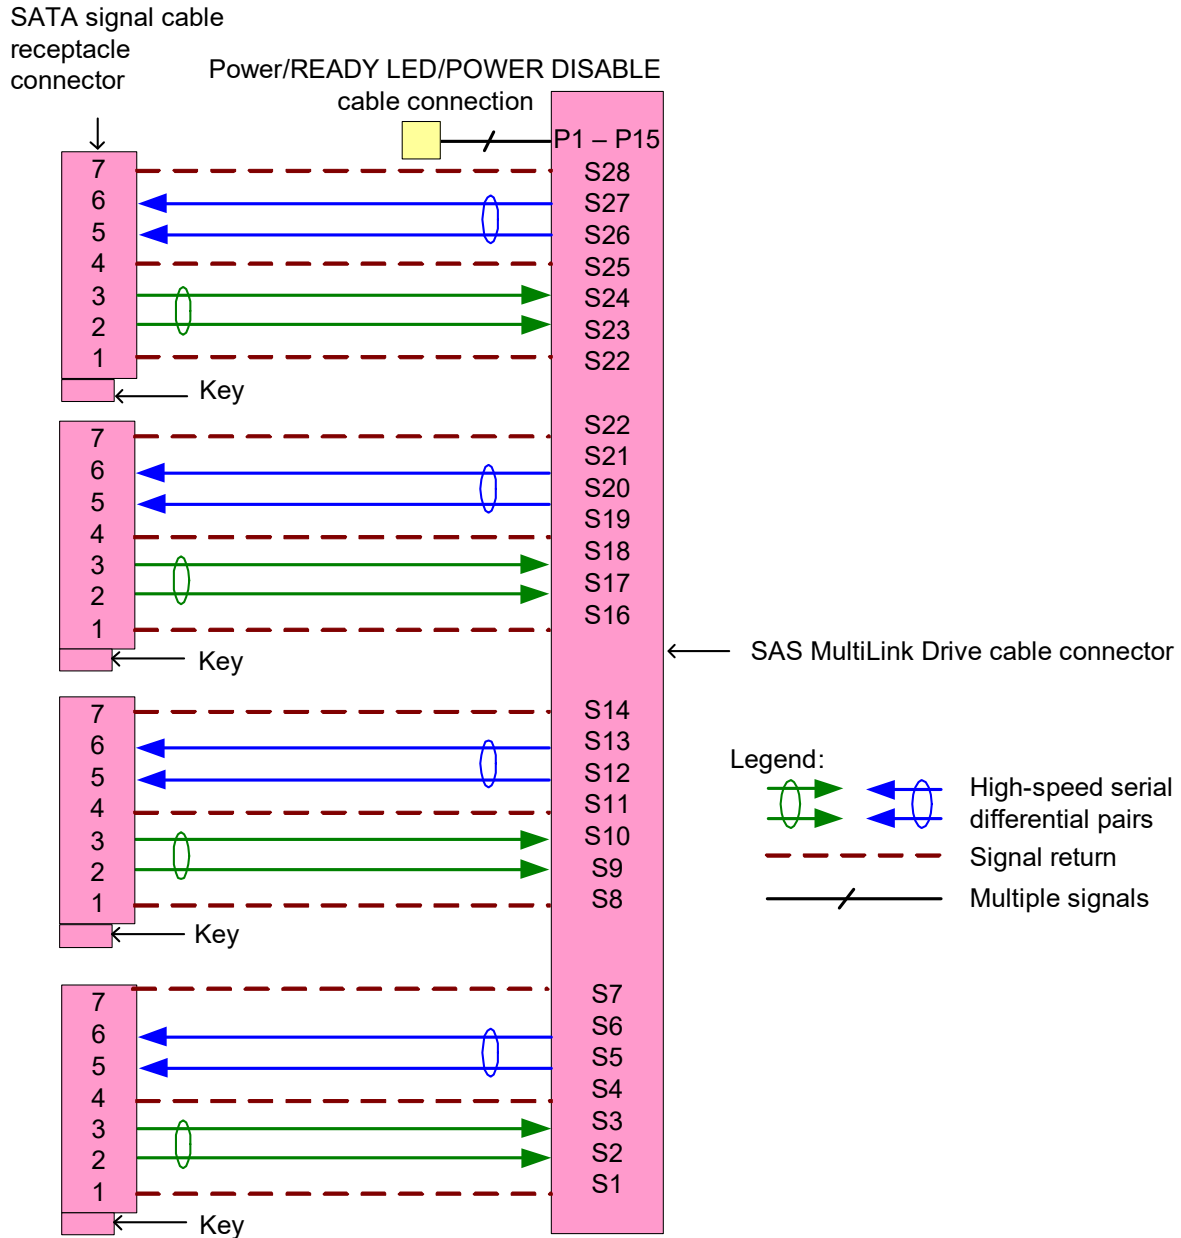 SATA signal cable
receptacle
connector
Power/READY LED/POWER DISABLE
cable connection
P1 – P15
7 S28
6 S27
5 S26
4 S25
3 S24
2 S23
1 S22
Key
7 S22
6 S21
5 S20
4 S19
3 S18
2 S17
1 S16
Key
SAS MultiLink Drive cable connector
7 S14
6 S13
5 S12
4 S11
3 S10
2 S9
1 S8
Key
Legend:
High-speed serial
differential pairs
Signal return
Multiple signals
7 S7
6 S6
5 S5
4 S4
3 S3
2 S2
1 S1
Key